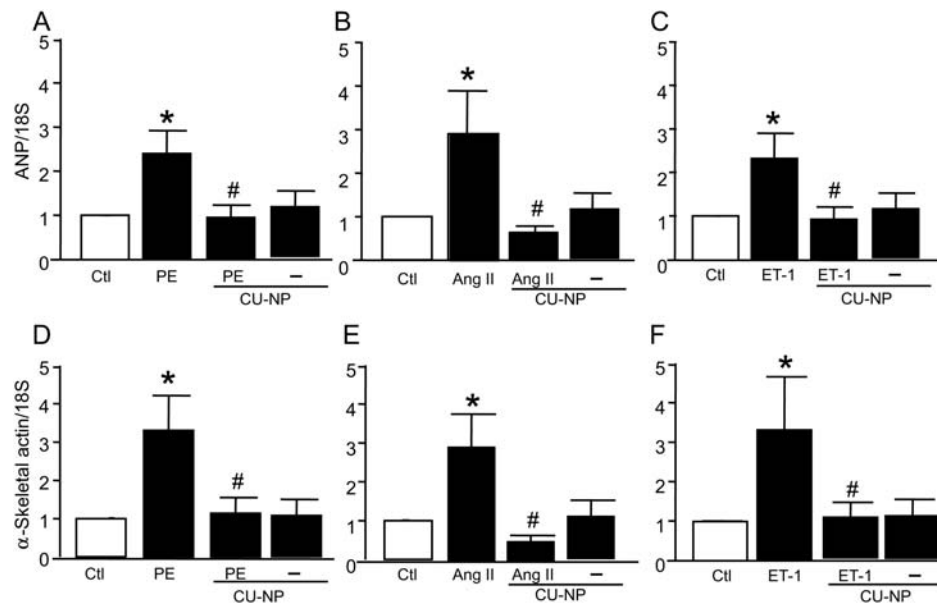 A
B
C
ANP/18S
5
4
3
2
1
0
*
#
Ctl
PE
PE
–
CU-NP
5
4
3
2
1
0
*
#
Ctl
Ang II
Ang II
–
CU-NP
5
4
3
2
1
0
*
#
Ctl
ET-1
ET-1
–
CU-NP
D
E
F
α-Skeletal actin/18S
5
4
3
2
1
0
*
#
Ctl
PE
PE
–
CU-NP
5
4
3
2
1
0
*
#
Ctl
Ang II
Ang II
–
CU-NP
5
4
3
2
1
0
*
#
Ctl
ET-1
ET-1
–
CU-NP